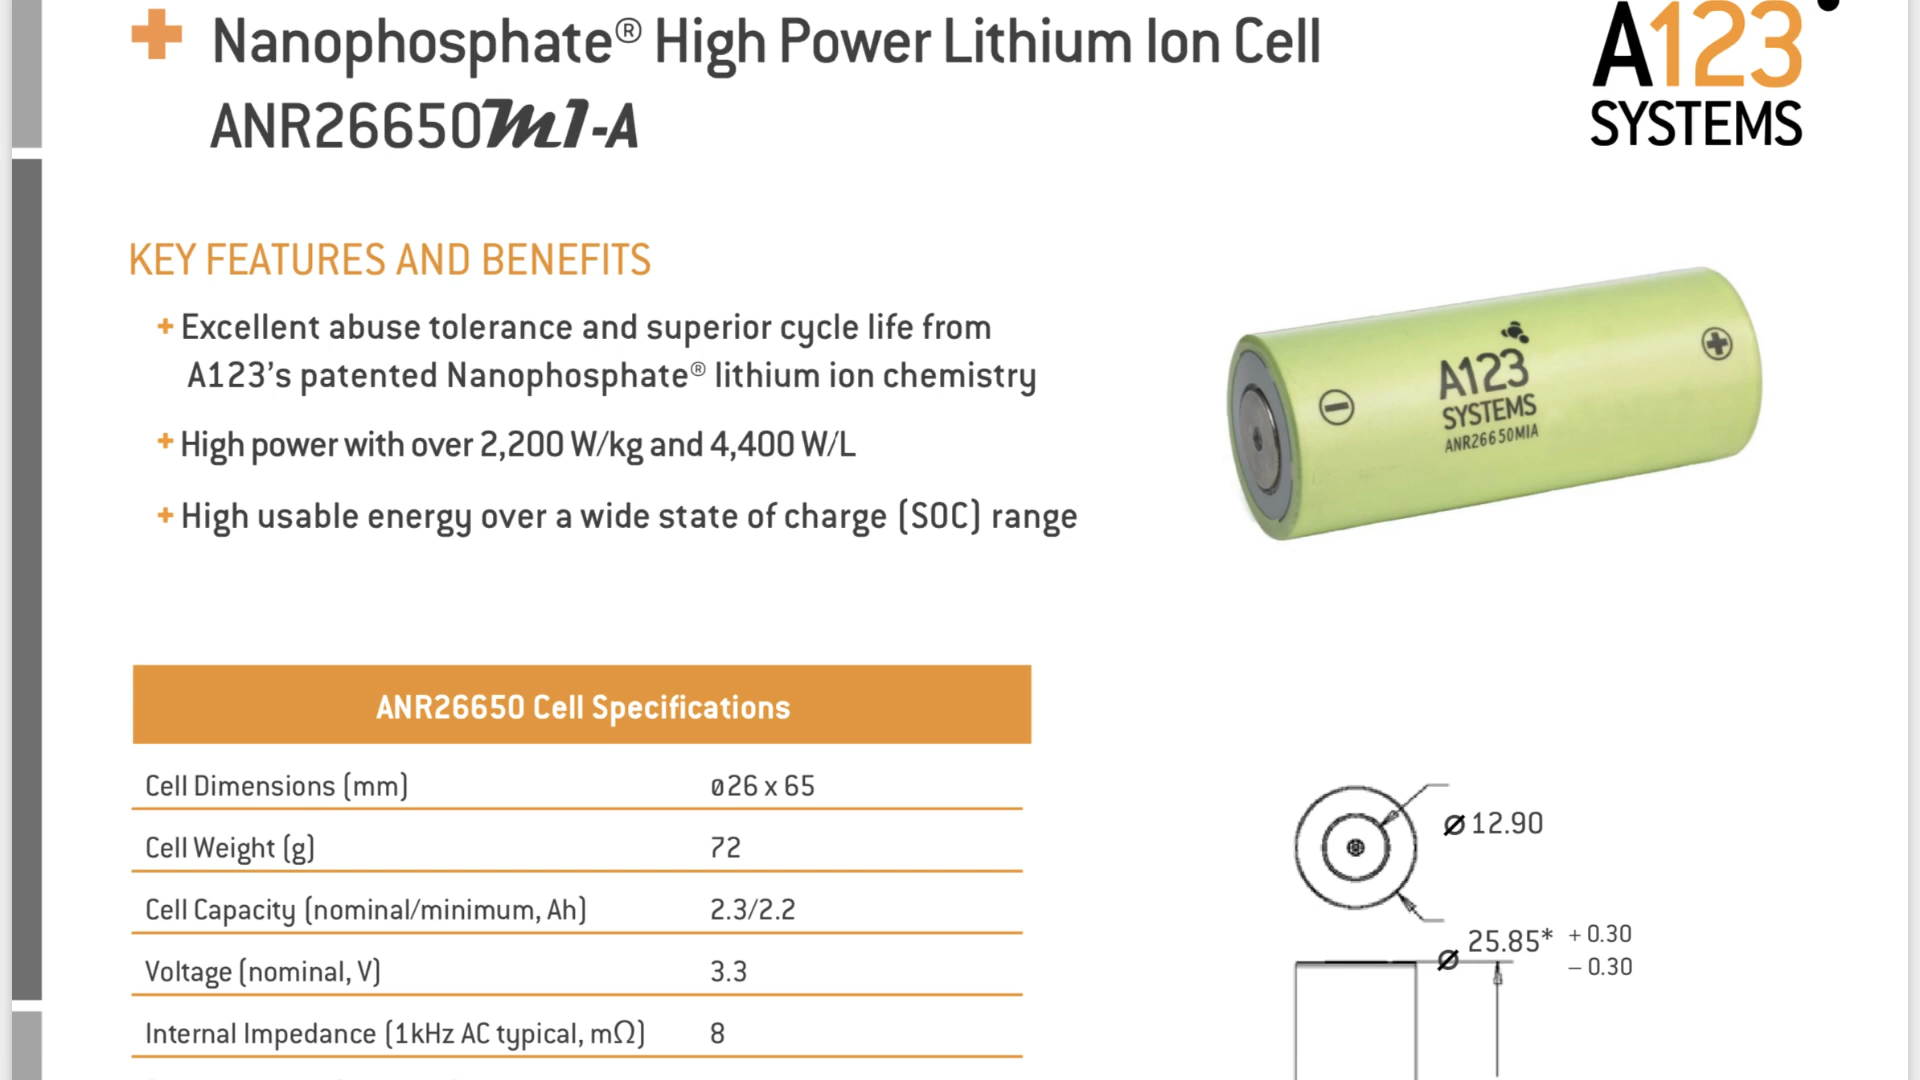 Nanophosphate® High Power Lithium Ion Cell
ANR26650M1-A
A123
SYSTEMS
KEY FEATURES AND BENEFITS
+ Excellent abuse tolerance and superior cycle life from
A123’s patented Nanophosphate® lithium ion chemistry
+ High power with over 2,200 W/kg and 4,400 W/L
+ High usable energy over a wide state of charge (SOC) range
A123
SYSTEMS
ANR26650MIA
ANR26650 Cell Specifications
Cell Dimensions (mm) ø26 x 65
Cell Weight (g) 72
Cell Capacity (nominal/minimum, Ah) 2.3/2.2
Voltage (nominal, V) 3.3
Internal Impedance (1kHz AC typical, mΩ) 8
⌀ 12.90
⌀ 25.85* + 0.30
– 0.30